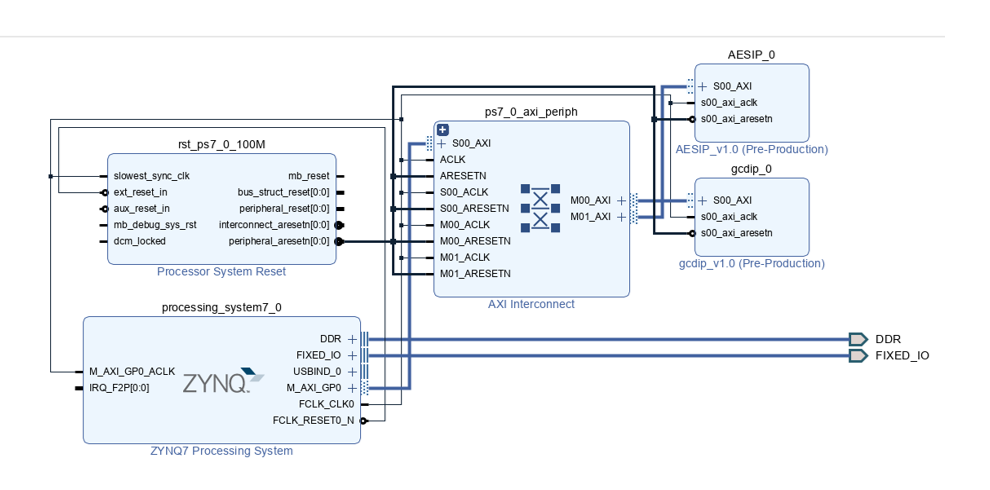 AESIP_0
S00_AXI
s00_axi_aclk
s00_axi_aresetn
AESIP_v1.0 (Pre-Production)
ps7_0_axi_periph
S00_AXI
ACLK
ARESETN
S00_ACLK
S00_ARESETN
M00_ACLK
M00_ARESETN
M01_ACLK
M01_ARESETN
M00_AXI
M01_AXI
AXI Interconnect
rst_ps7_0_100M
slowest_sync_clk
ext_reset_in
aux_reset_in
mb_debug_sys_rst
dcm_locked
mb_reset
bus_struct_reset[0:0]
peripheral_reset[0:0]
interconnect_aresetn[0:0]
peripheral_aresetn[0:0]
Processor System Reset
gcdip_0
S00_AXI
s00_axi_aclk
s00_axi_aresetn
gcdip_v1.0 (Pre-Production)
processing_system7_0
M_AXI_GP0_ACLK
IRQ_F2P[0:0]
ZYNQ
DDR
FIXED_IO
USBIND_0
M_AXI_GP0
FCLK_CLK0
FCLK_RESET0_N
ZYNQ7 Processing System
DDR
FIXED_IO